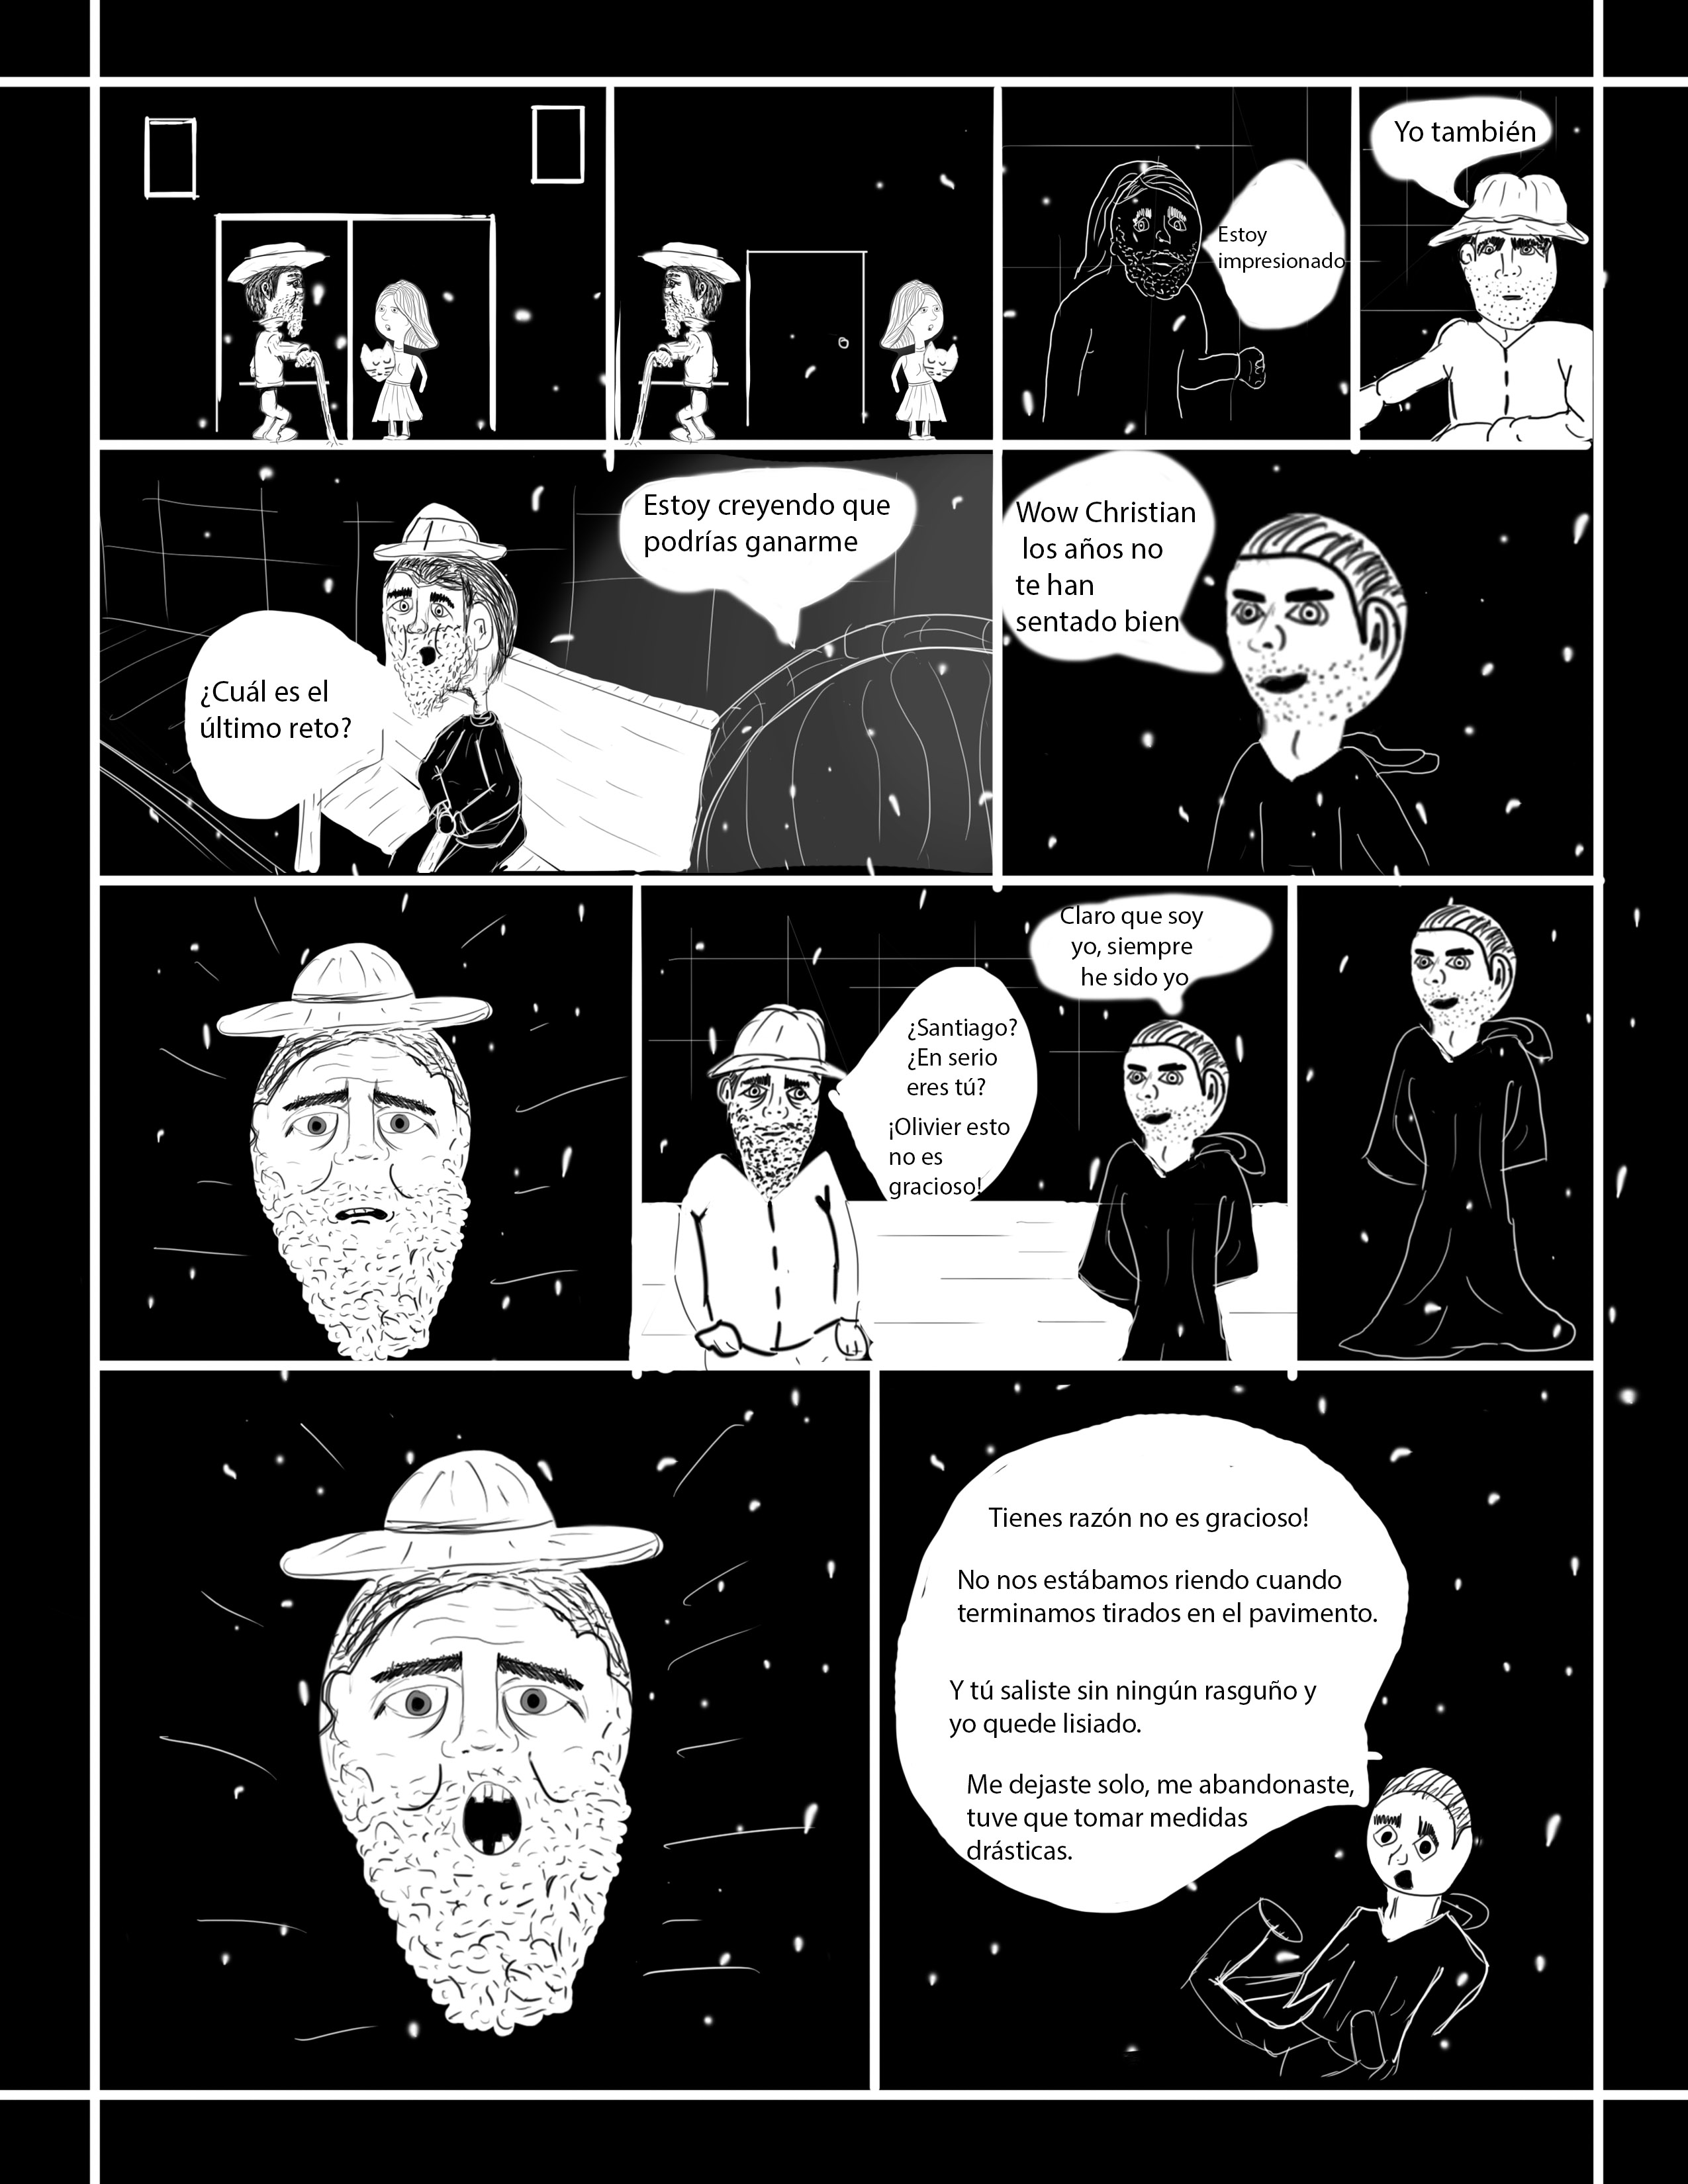 Estoy
impresionado
Yo también
Estoy creyendo que
podrías ganarme
¿Cuál es el
último reto?
Wow Christian
los años no
te han
sentado bien
¿Santiago?
¿En serio
eres tú?
¡Olivier esto
no es
gracioso!
Claro que soy
yo, siempre
he sido yo
Tienes razón no es gracioso!
No nos estábamos riendo cuando
terminamos tirados en el pavimento.
Y tú saliste sin ningún rasguño y
yo quede lisiado.
Me dejaste solo, me abandonaste,
tuve que tomar medidas
drásticas.